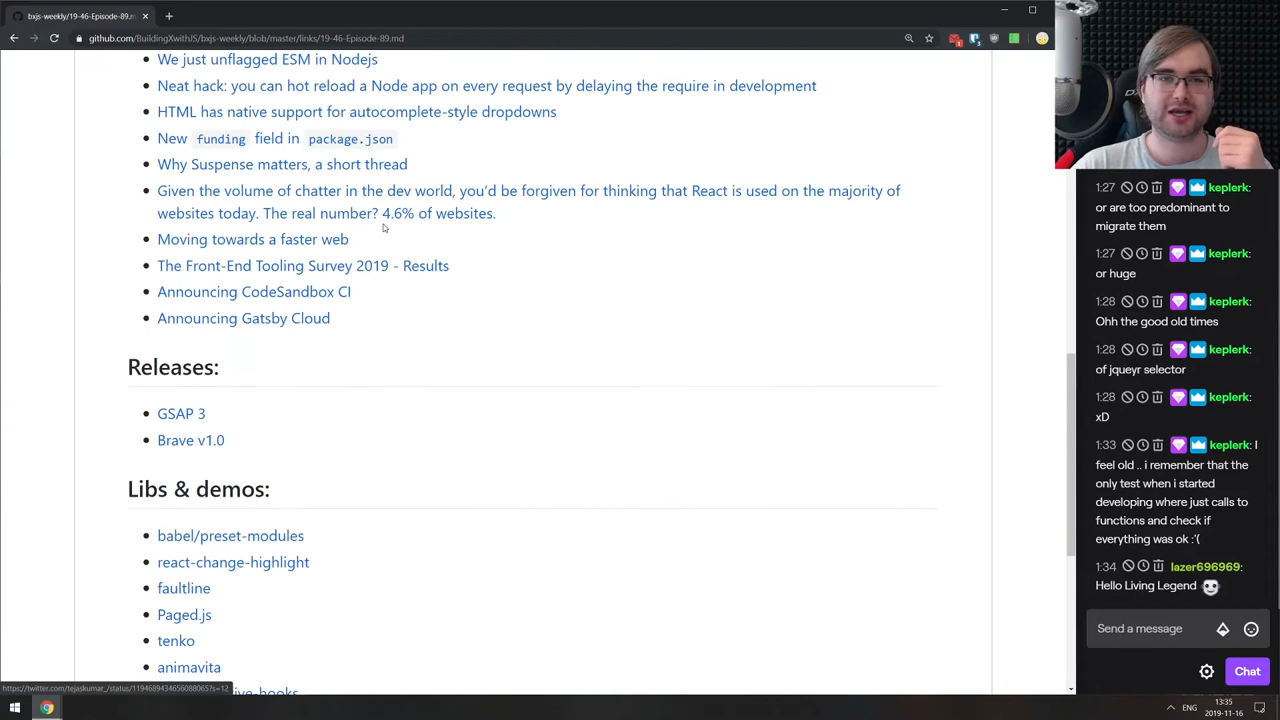 bxjs-weekly/19-46-Episode-89.md
github.com/BuildingXwithJS/bxjs-weekly/blob/master/links/19-46-Episode-89.md
We just unflagged ESM in Nodejs
Neat hack: you can hot reload a Node app on every request by delaying the require in development
HTML has native support for autocomplete-style dropdowns
New funding field in package.json
Why Suspense matters, a short thread
Given the volume of chatter in the dev world, you'd be forgiven for thinking that React is used on the majority of
websites today. The real number? 4.6% of websites.
Moving towards a faster web
The Front-End Tooling Survey 2019 - Results
Announcing CodeSandbox CI
Announcing Gatsby Cloud
Releases:
GSAP 3
Brave v1.0
Libs & demos:
babel/preset-modules
react-change-highlight
faultline
Paged.js
tenko
animavita
ive-hooks
https://twitter.com/tejaskumar_/status/1194689434656088065?s=12
1:27 keplerk:
or are too predominant to
migrate them
1:27 keplerk:
or huge
1:28 keplerk:
Ohh the good old times
1:28 keplerk:
of jqueyr selector
1:28 keplerk:
xD
1:33 keplerk: I
feel old .. i remember that the
only test when i started
developing where just calls to
functions and check if
everything was ok :'(
1:34 lazer696969:
Hello Living Legend
Send a message
Chat
ENG
13:35
2019-11-16